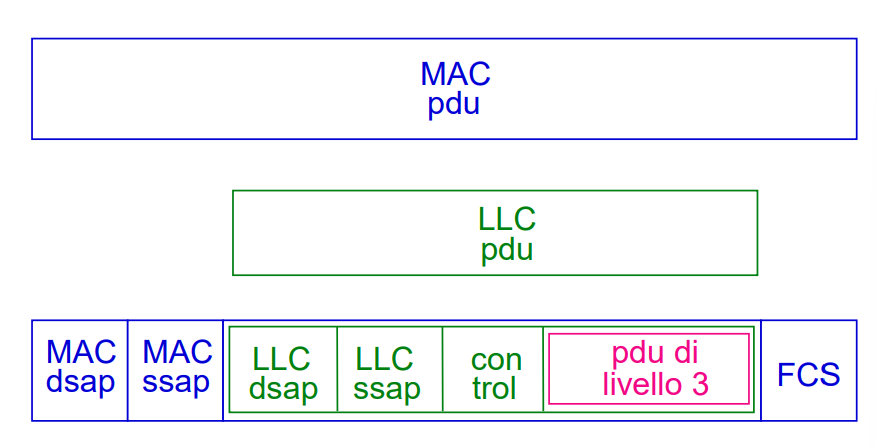 MAC
pdu
LLC
pdu
MAC
dsap
MAC
ssap
LLC
dsap
LLC
ssap
con
trol
pdu di
livello 3
FCS